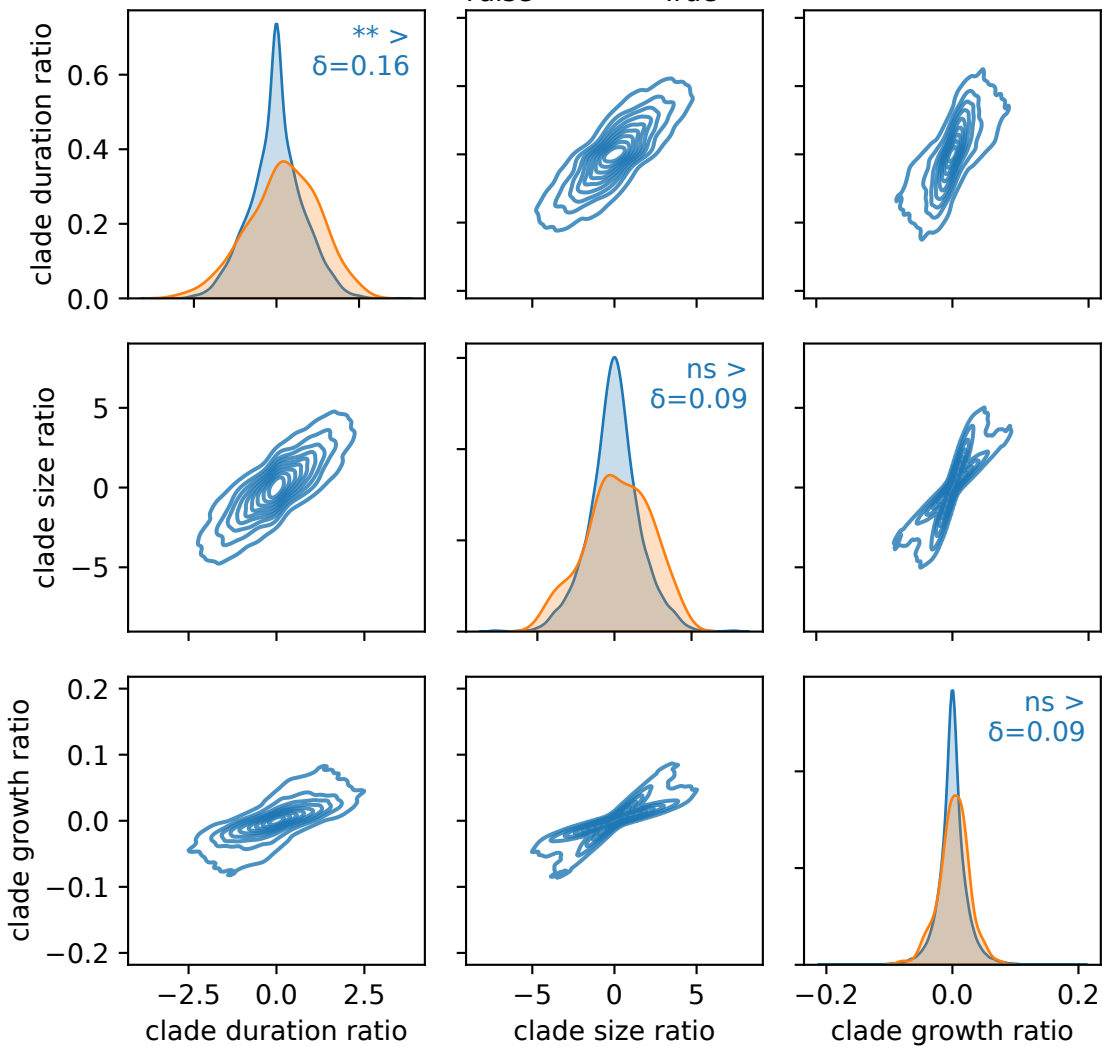 ** >
δ=0.16
clade duration ratio
0.6
0.4
0.2
0.0
ns >
δ=0.09
clade size ratio
5
0
−5
ns >
δ=0.09
clade growth ratio
0.2
0.1
0.0
−0.1
−0.2
−2.5 0.0 2.5
−5 0 5
−0.2 0.0 0.2
clade duration ratio
clade size ratio
clade growth ratio